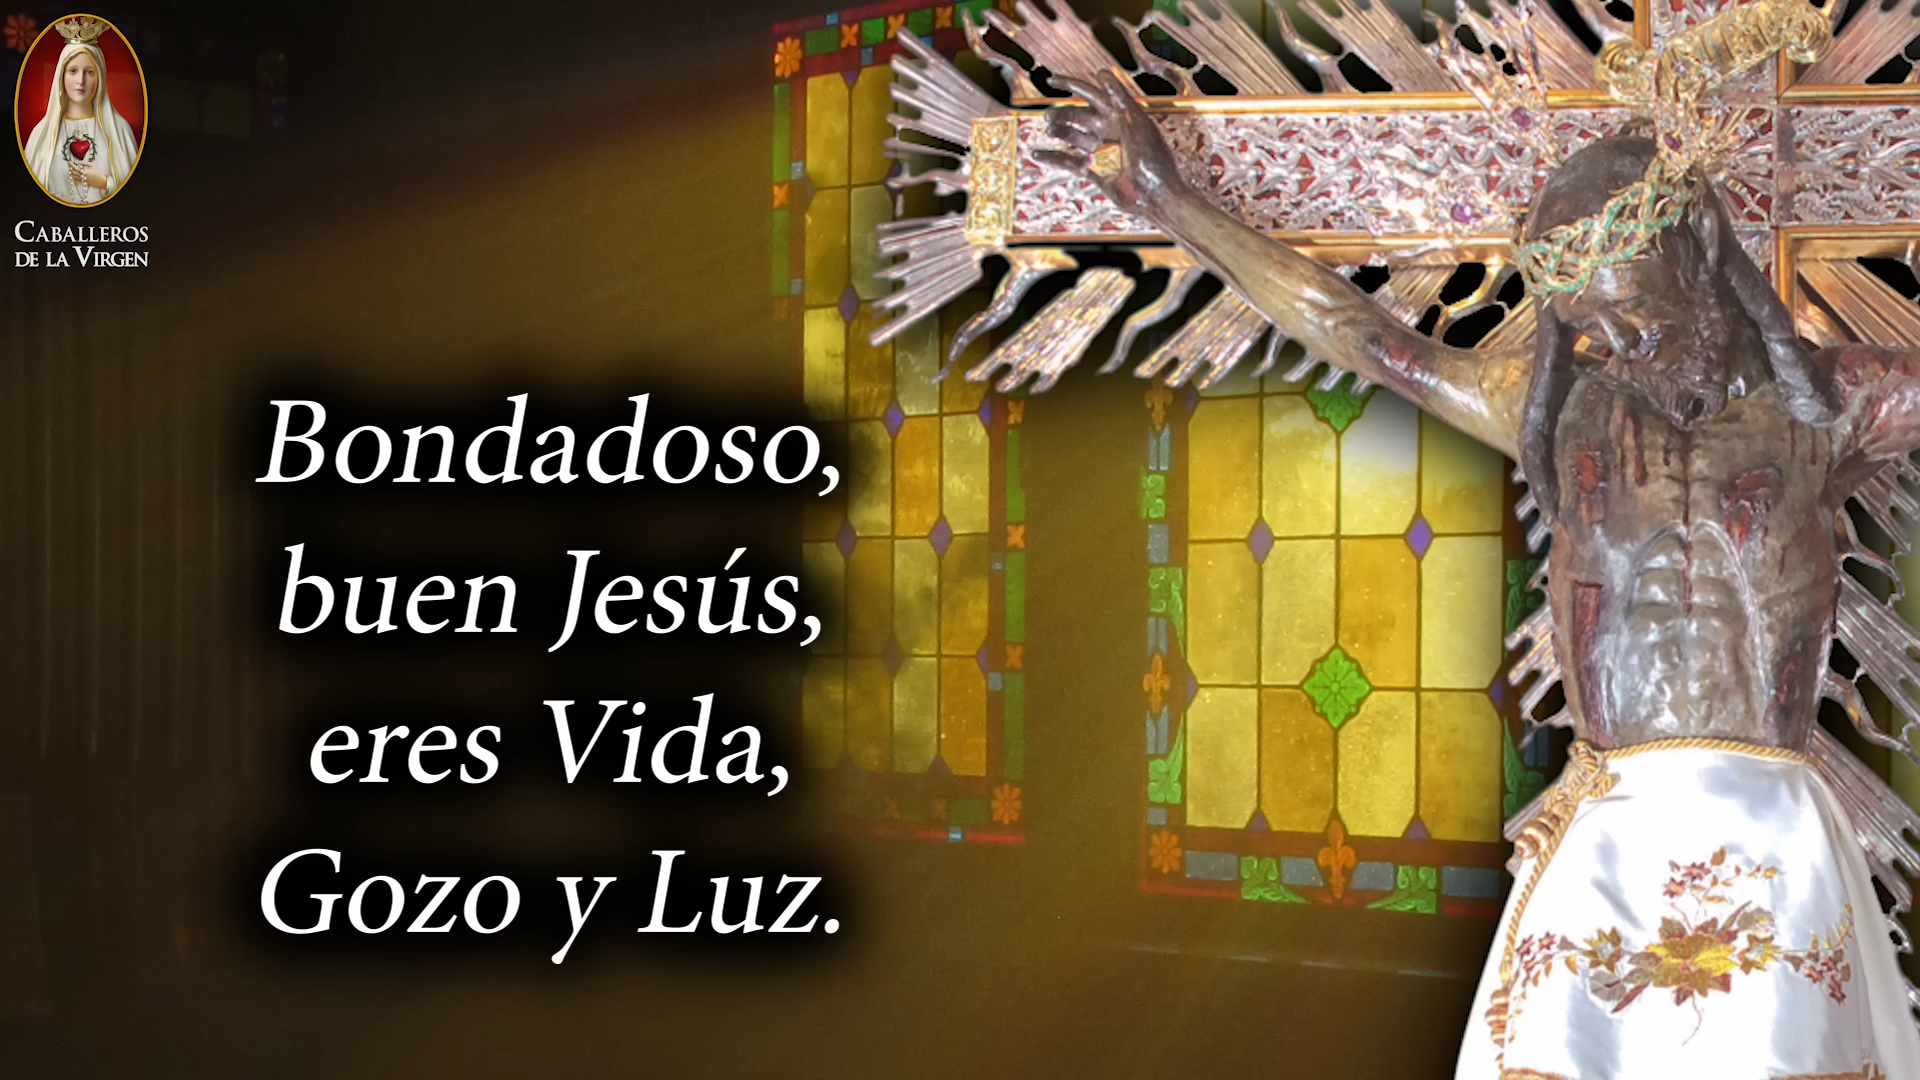 CABALLEROS
DE LA VIRGEN
Bondadoso,
buen Jesús,
eres Vida,
Gozo y Luz.